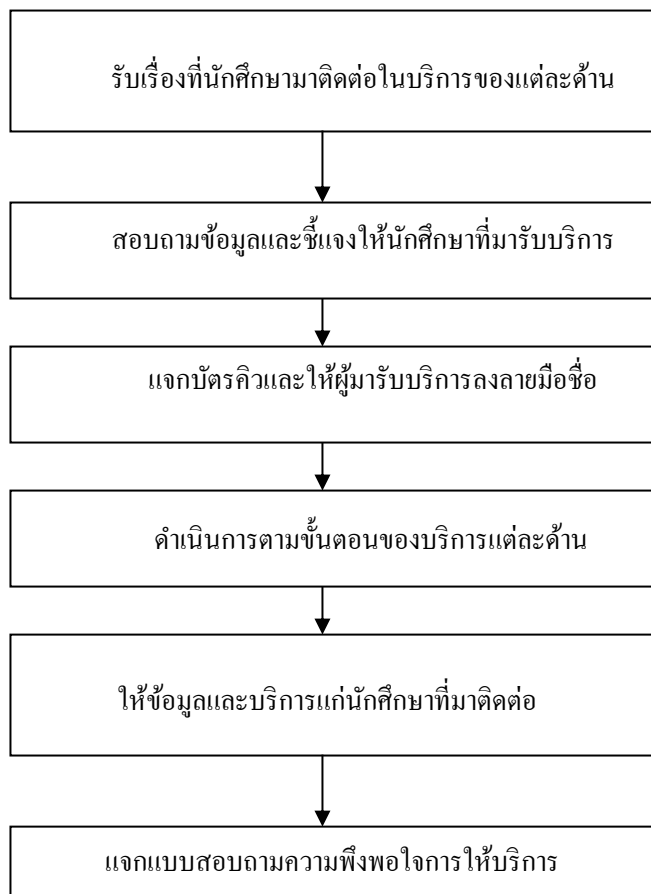 รับเรื่องที่นักศึกษามาติดต่อในบริการของแต่ละด้าน
สอบถามข้อมูลและชี้แจงให้นักศึกษาที่มารับบริการ
แจกบัตรคิวและให้ผู้มารับบริการลงลายมือชื่อ
ดำเนินการตามขั้นตอนของบริการแต่ละด้าน
ให้ข้อมูลและบริการแก่นักศึกษาที่มาติดต่อ
แจกแบบสอบถามความพึงพอใจการให้บริการ